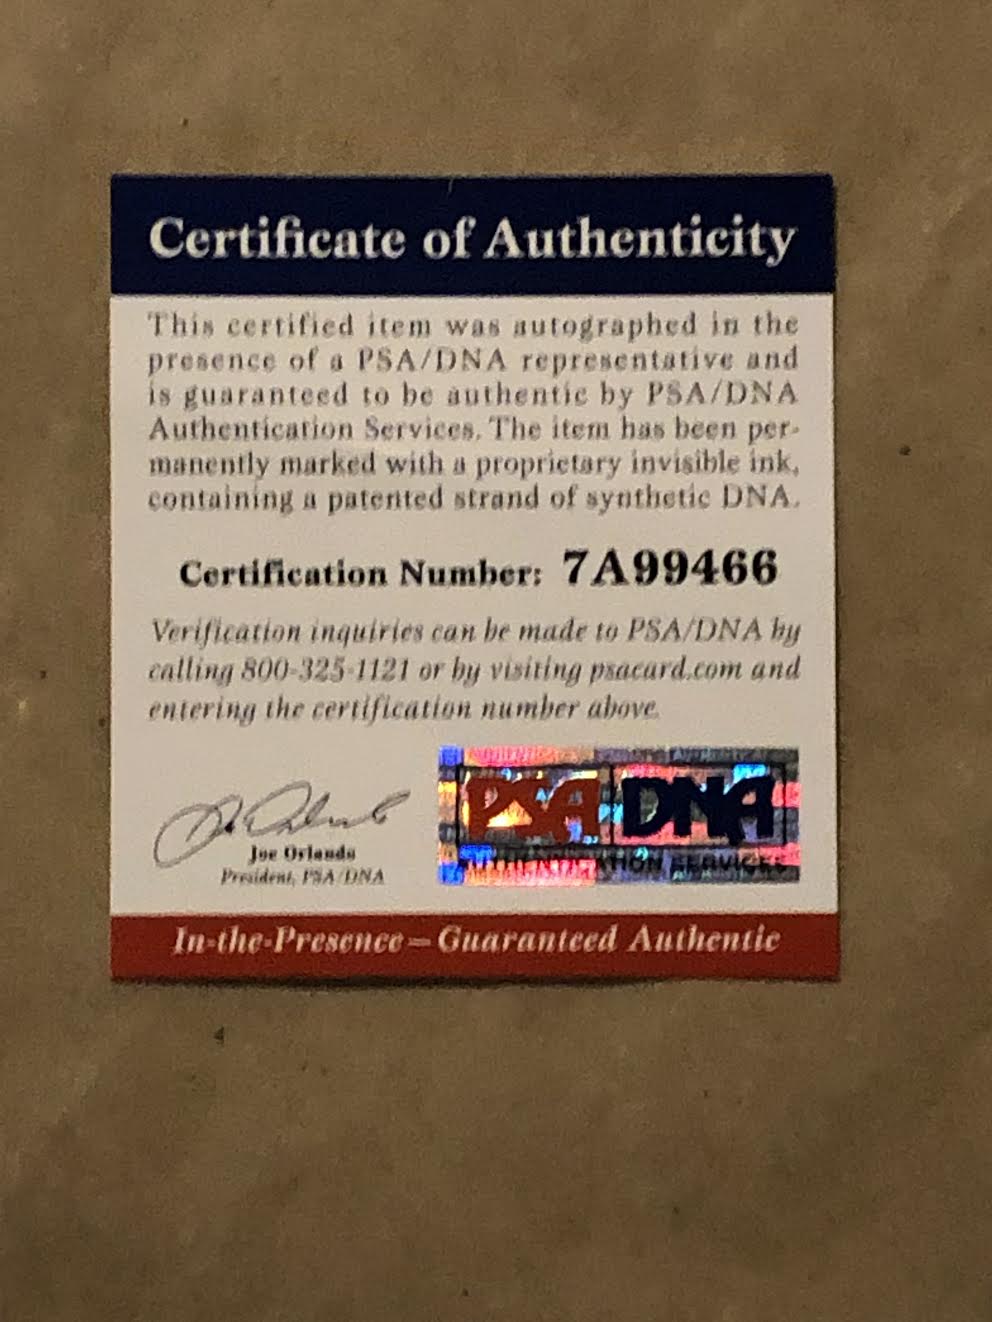 Certificate of Authenticity
This certified item was autographed in the
presence of a PSA/DNA representative and
is guaranteed to be authentic by PSA/DNA
Authentication Services. The item has been per-
manently marked with a proprietary invisible ink,
containing a patented strand of synthetic DNA.
Certification Number: 7A99466
Verification inquiries can be made to PSA/DNA by
calling 800-325-1121 or by visiting psacard.com and
entering the certification number above.
PSA DNA
AUTHENTICATION SERVICES
Joe Orlando
President, PSA/DNA
In-the-Presence – Guaranteed Authentic